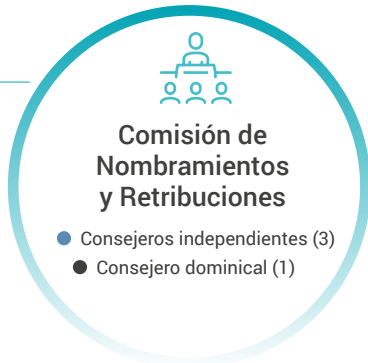 Comisión de
Nombramientos
y Retribuciones
Consejeros independientes (3)
Consejero dominical (1)